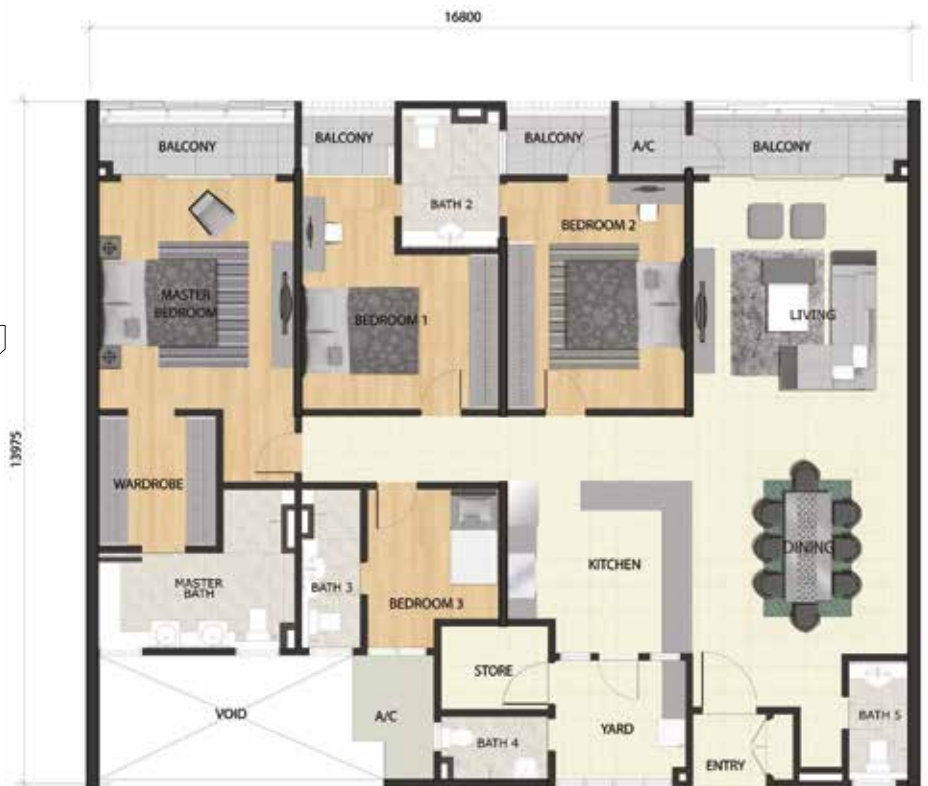 16800
BALCONY
BALCONY
BATH 2
BALCONY
A/C
BALCONY
BEDROOM 2
MASTER
BEDROOM
BEDROOM 1
LIVING
13975
WARDROBE
DINING
KITCHEN
MASTER
BATH
BATH 3
BEDROOM 3
STORE
VOID
A/C
BATH 4
YARD
BATH 5
ENTRY